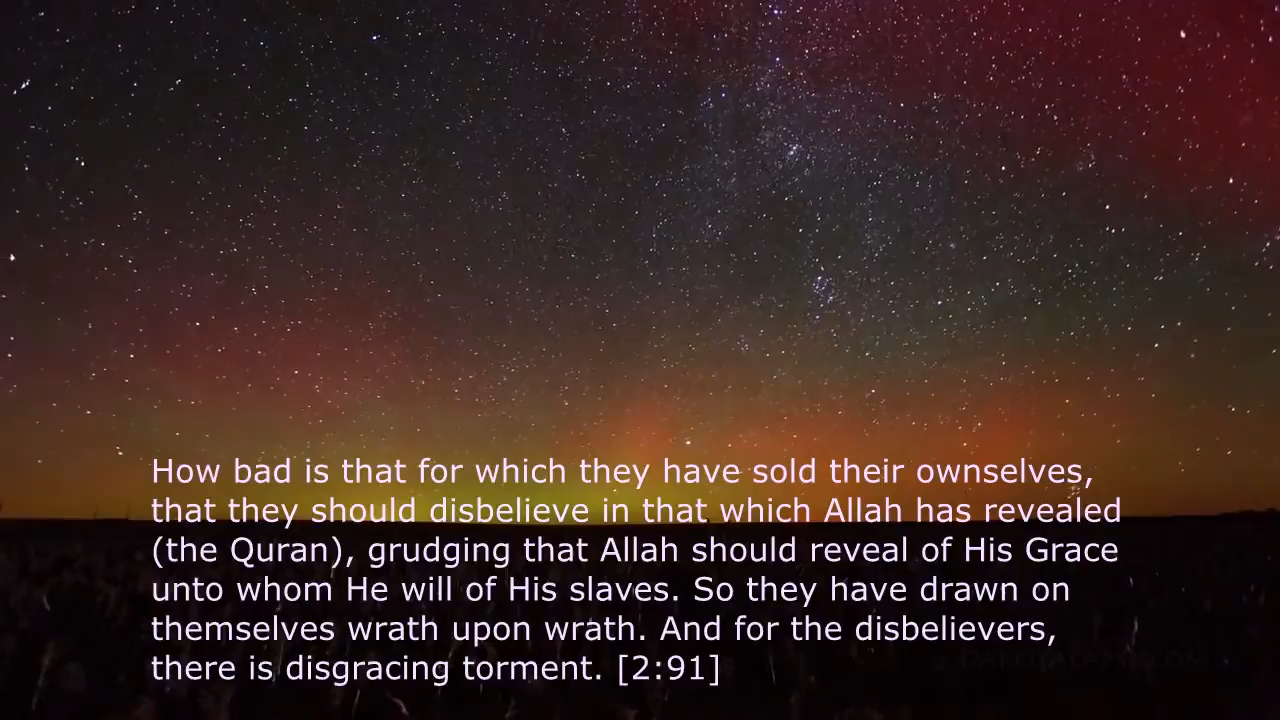 How bad is that for which they have sold their ownselves,
that they should disbelieve in that which Allah has revealed
(the Quran), grudging that Allah should reveal of His Grace
unto whom He will of His slaves. So they have drawn on
themselves wrath upon wrath. And for the disbelievers,
there is disgracing torment. [2:91]